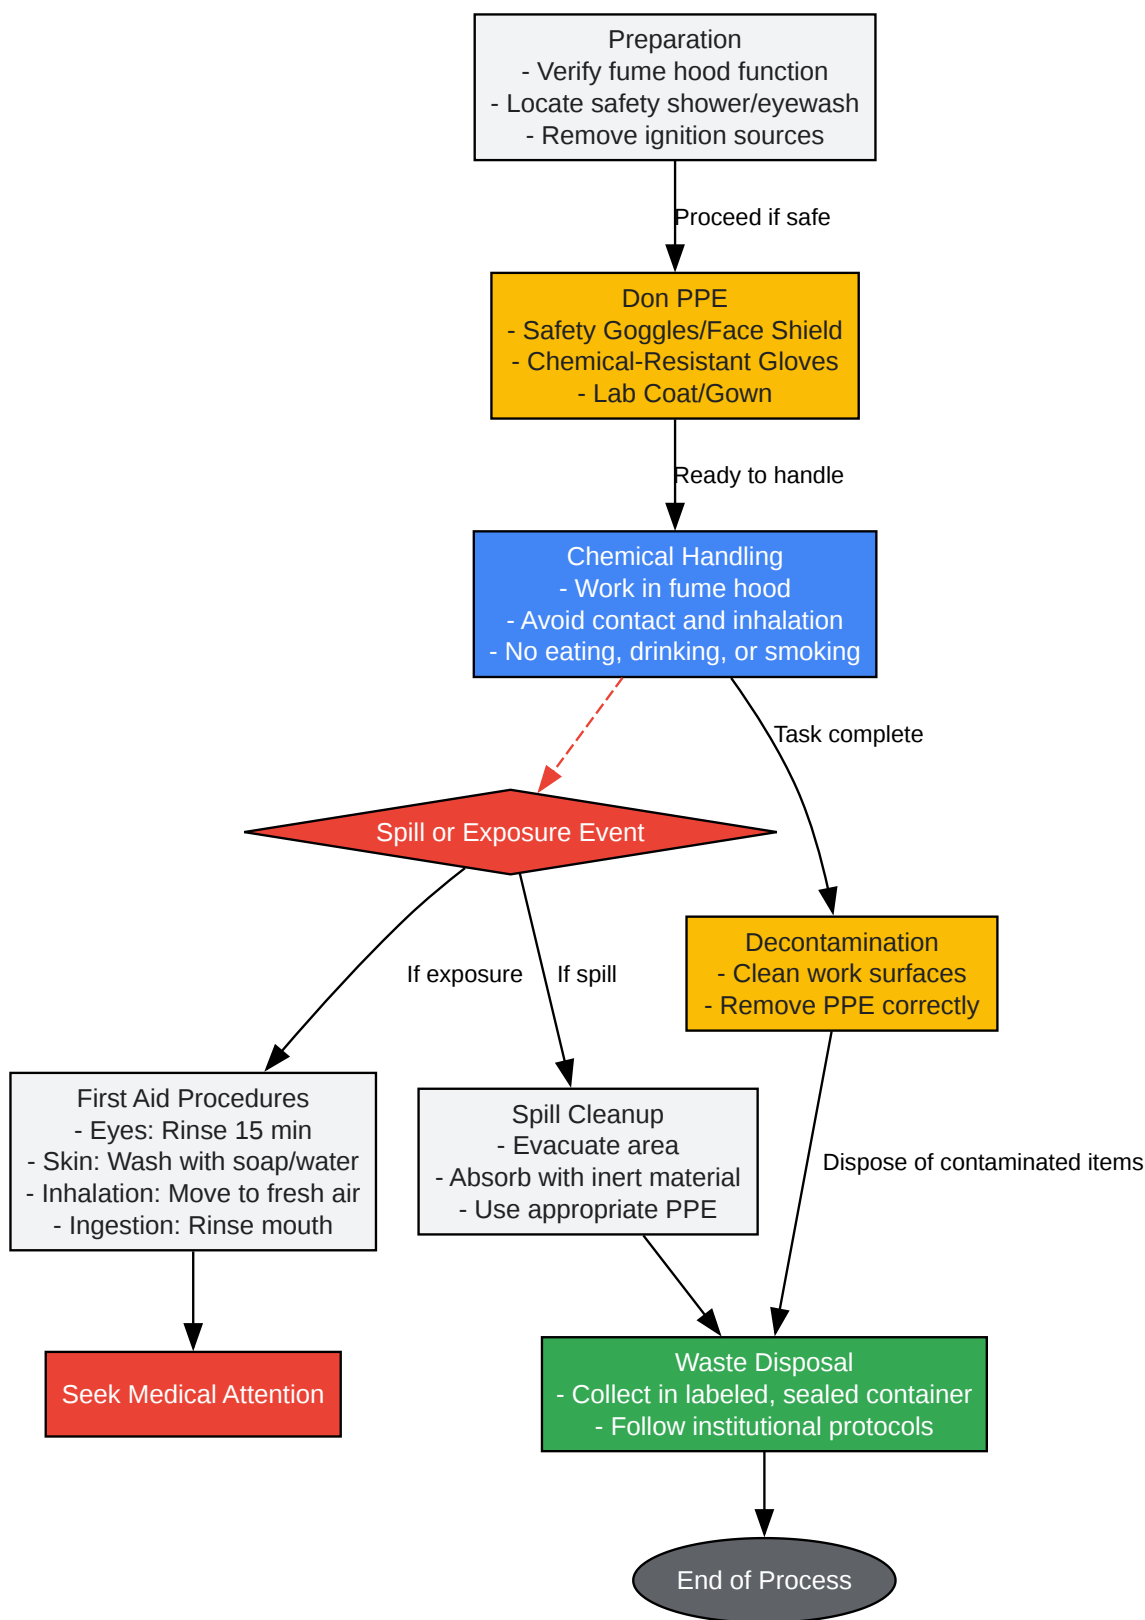 Preparation
- Verify fume hood function
- Locate safety shower/eyewash
- Remove ignition sources
Proceed if safe
Don PPE
- Safety Goggles/Face Shield
- Chemical-Resistant Gloves
- Lab Coat/Gown
Ready to handle
Chemical Handling
- Work in fume hood
- Avoid contact and inhalation
- No eating, drinking, or smoking
Task complete
Spill or Exposure Event
If exposure
If spill
Decontamination
- Clean work surfaces
- Remove PPE correctly
First Aid Procedures
- Eyes: Rinse 15 min
- Skin: Wash with soap/water
- Inhalation: Move to fresh air
- Ingestion: Rinse mouth
Spill Cleanup
- Evacuate area
- Absorb with inert material
- Use appropriate PPE
Dispose of contaminated items
Seek Medical Attention
Waste Disposal
- Collect in labeled, sealed container
- Follow institutional protocols
End of Process